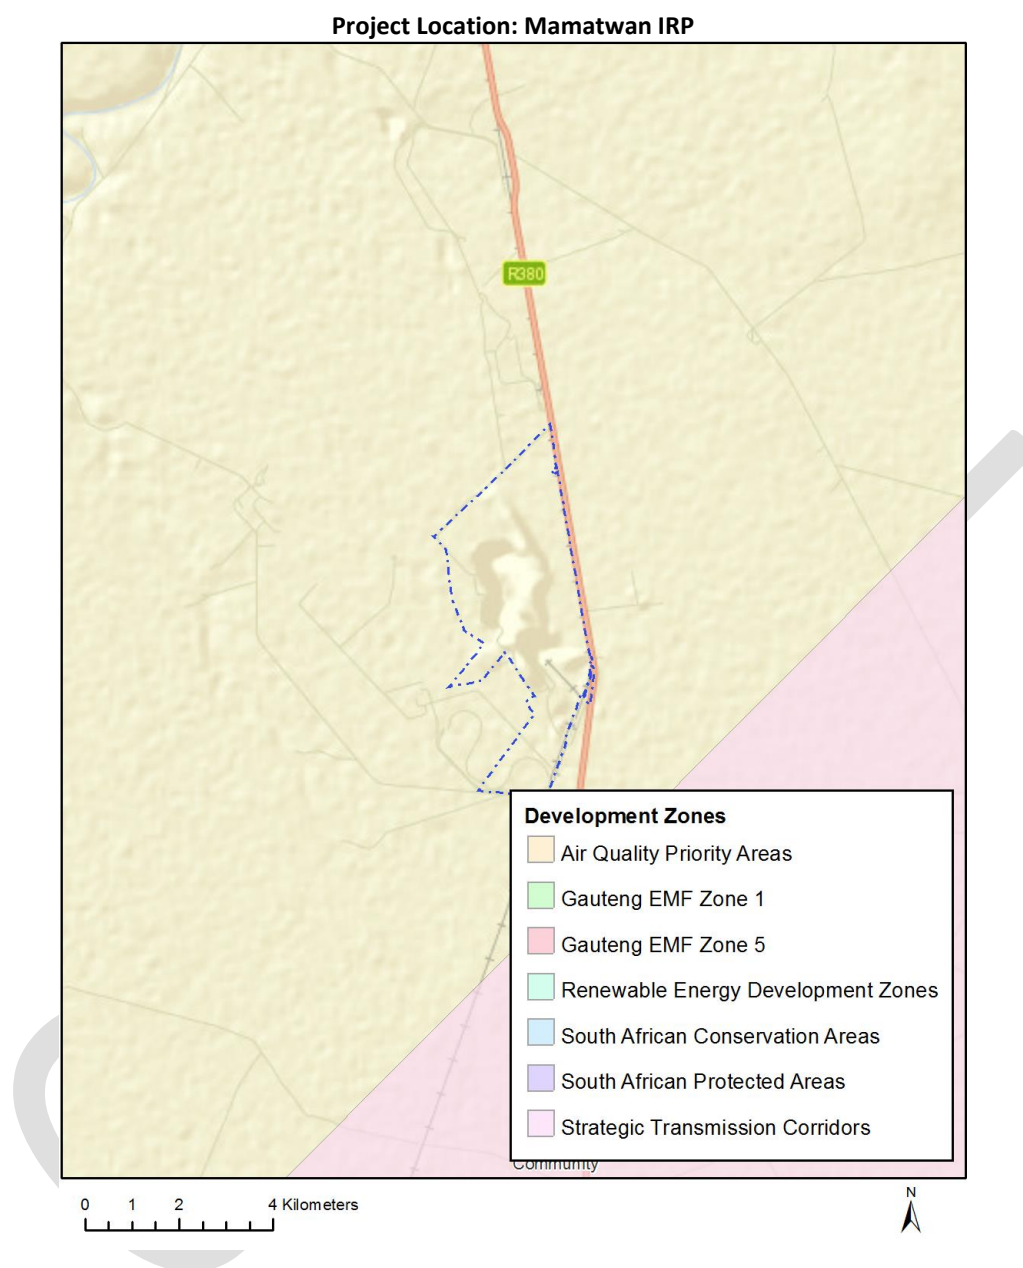 Project Location: Mamatwan IRP
R380
Development Zones
Air Quality Priority Areas
Gauteng EMF Zone 1
Gauteng EMF Zone 5
Renewable Energy Development Zones
South African Conservation Areas
South African Protected Areas
Strategic Transmission Corridors
Community
0 1 2 4 Kilometers
N